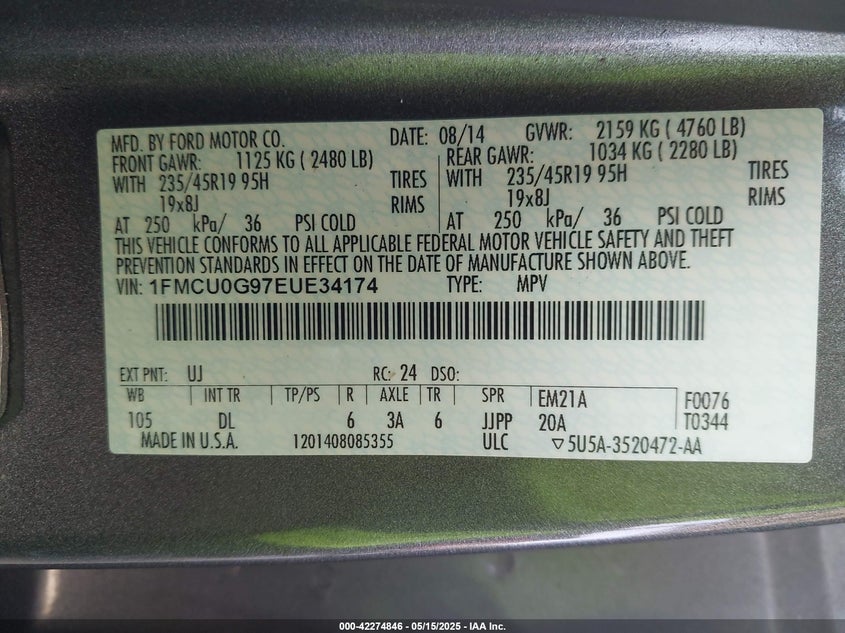 MFD. BY FORD MOTOR CO. DATE: 08/14 GVWR: 2159 KG ( 4760 LB)
FRONT GAWR: 1125 KG ( 2480 LB) REAR GAWR: 1034 KG ( 2280 LB)
WITH 235/45R19 95H TIRES WITH 235/45R19 95H TIRES
19x8J RIMS 19x8J RIMS
AT 250 kPa/ 36 PSI COLD AT 250 kPa/ 36 PSI COLD
THIS VEHICLE CONFORMS TO ALL APPLICABLE FEDERAL MOTOR VEHICLE SAFETY AND THEFT
PREVENTION STANDARDS IN EFFECT ON THE DATE OF MANUFACTURE SHOWN ABOVE.
VIN: 1FMCU0G97EUE34174 TYPE: MPV
EXT PNT: UJ RC: 24 DSO:
WB INT TR TP/PS R AXLE TR SPR EM21A F0076
105 DL 6 3A 6 JJPP 20A T0344
MADE IN U.S.A. 1201408085355 ULC ▽5U5A-3520472-AA
000-42274846 - 05/15/2025 - IAA Inc.